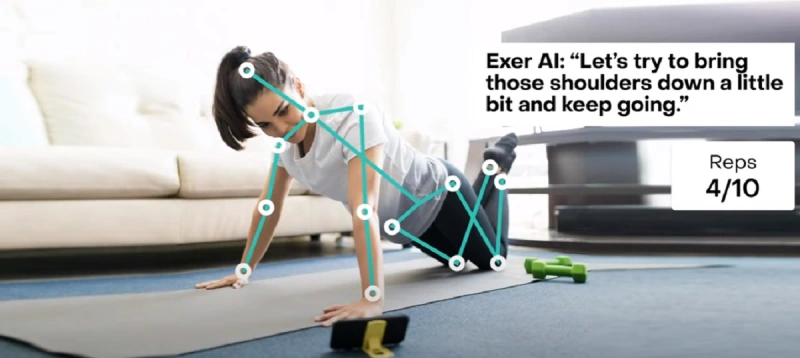 Exer AI: “Let’s try to bring
those shoulders down a little
bit and keep going.”
Reps
4/10